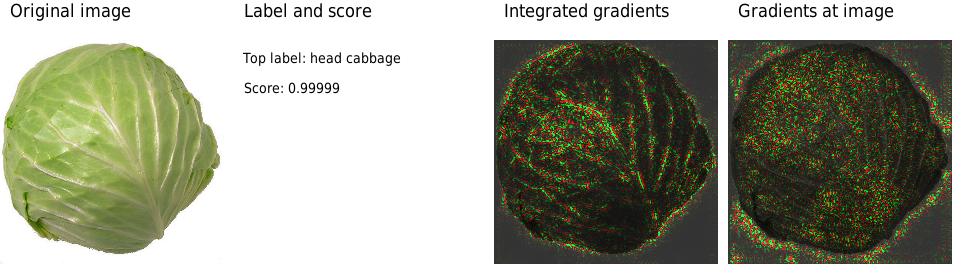 Original image
Label and score
Integrated gradients
Gradients at image
Top label: head cabbage
Score: 0.99999